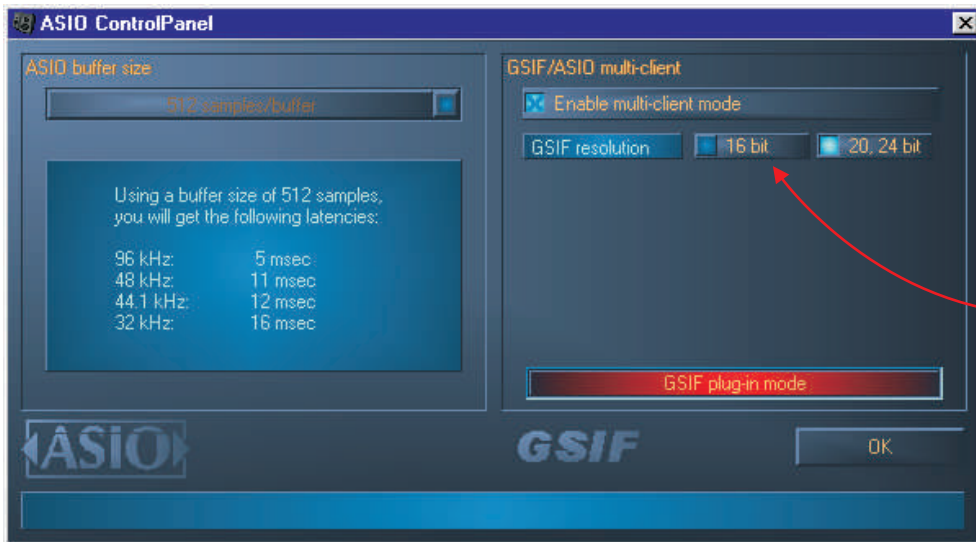 ASIO ControlPanel
ASIO buffer size
512 samples/buffer
Using a buffer size of 512 samples,
you will get the following latencies:
96 kHz: 5 msec
48 kHz: 11 msec
44.1 kHz: 12 msec
32 kHz: 16 msec
GSIF/ASIO multi-client
Enable multi-client mode
GSIF resolution 16 bit 20, 24 bit
GSIF plug-in mode
ASIO
GSIF
OK